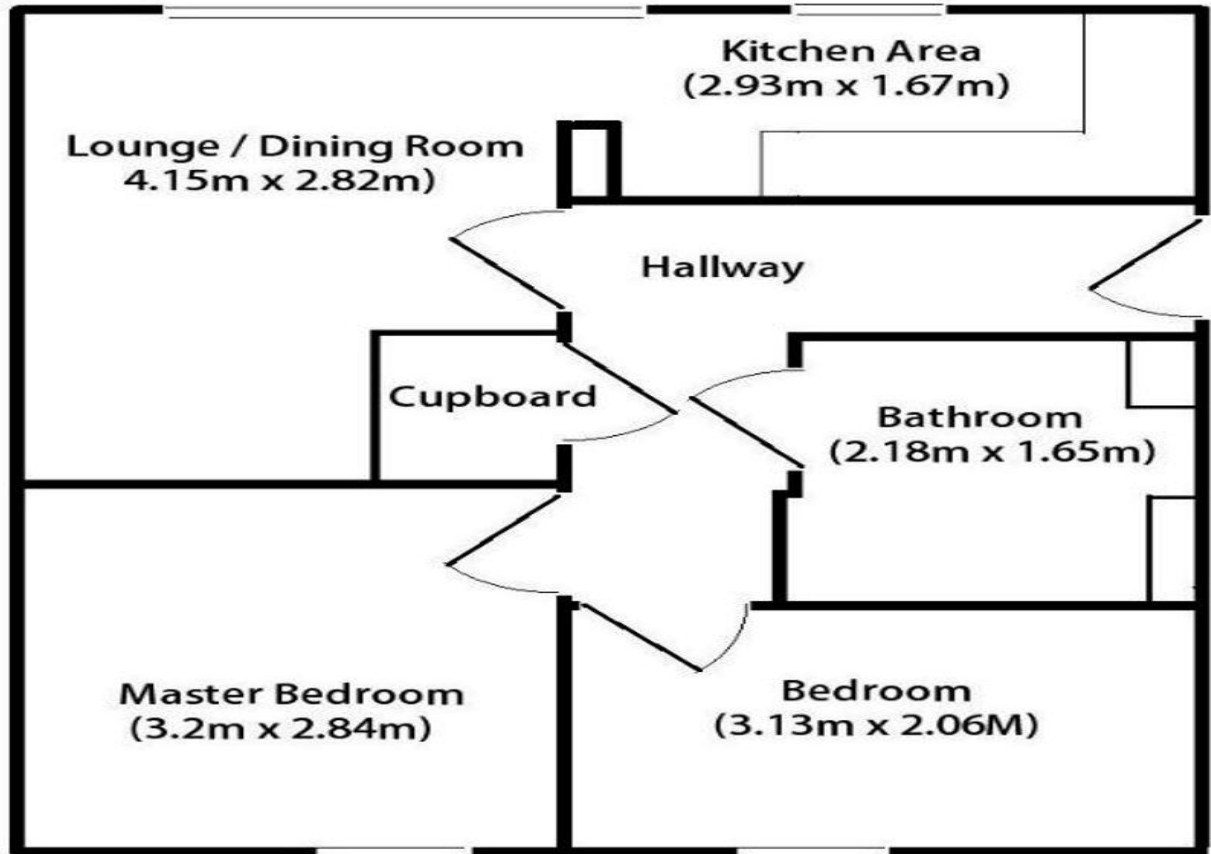 Kitchen Area
(2.93m x 1.67m)
Lounge / Dining Room
4.15m x 2.82m)
Hallway
Cupboard
Bathroom
(2.18m x 1.65m)
Master Bedroom
(3.2m x 2.84m)
Bedroom
(3.13m x 2.06M)